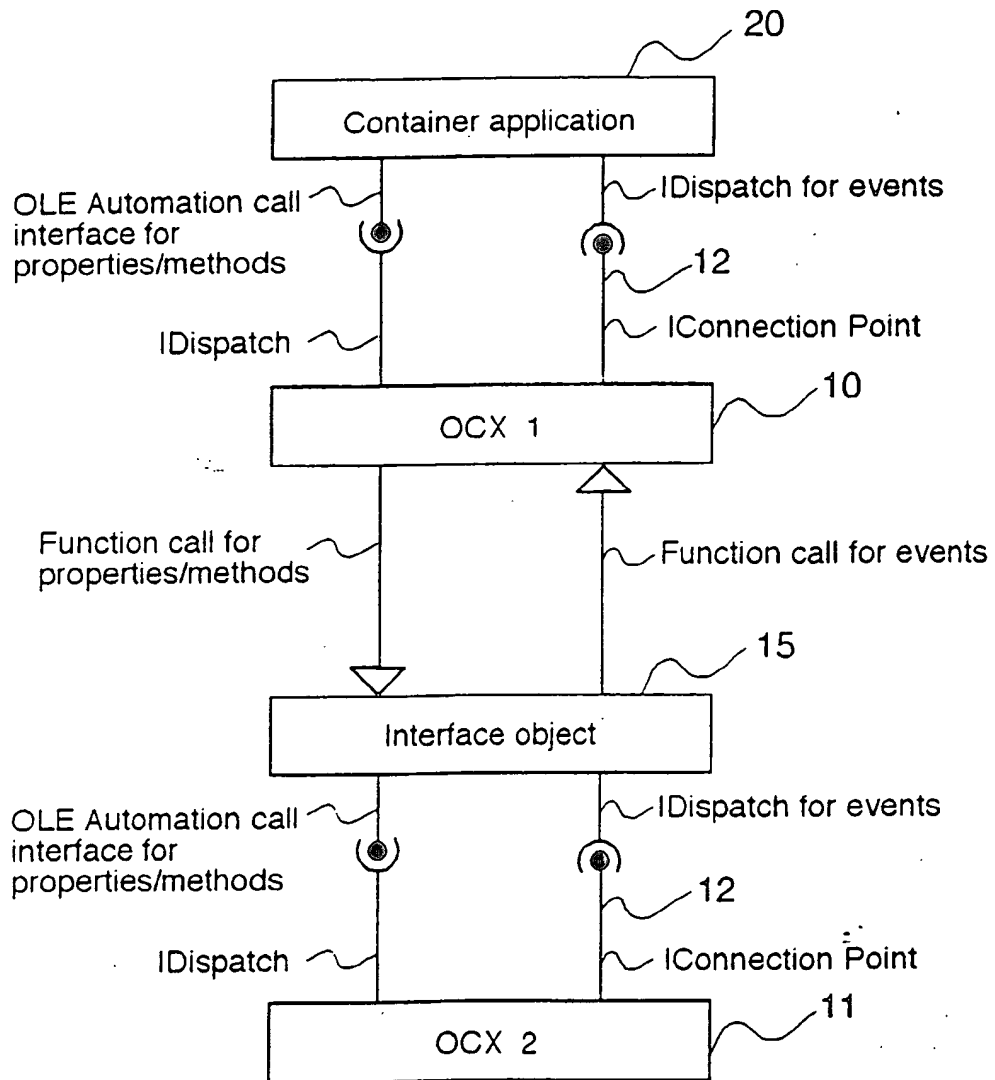 20
Container application
OLE Automation call
interface for
properties/methods
IDispatch for events
12
IDispatch
IConnection Point
10
OCX 1
Function call for
properties/methods
Function call for events
15
Interface object
OLE Automation call
interface for
properties/methods
IDispatch for events
12
IDispatch
IConnection Point
11
OCX 2